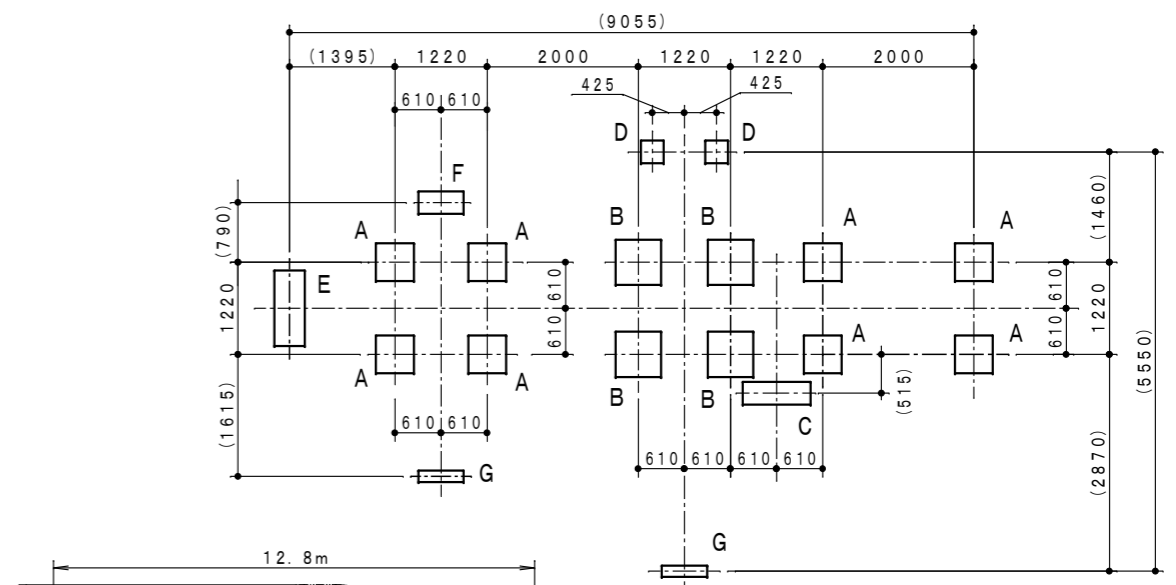 (9055)
(1395) 1220 2000 1220 1220 2000
425 425
610 610
D D
F
(790) (1460)
A A B B A A
E
1220 610 610 1220
610 610 (5550)
A A B B A A
(1615) (515)
C
610 610
610 610 610 610
(2870)
G
G
12.8m